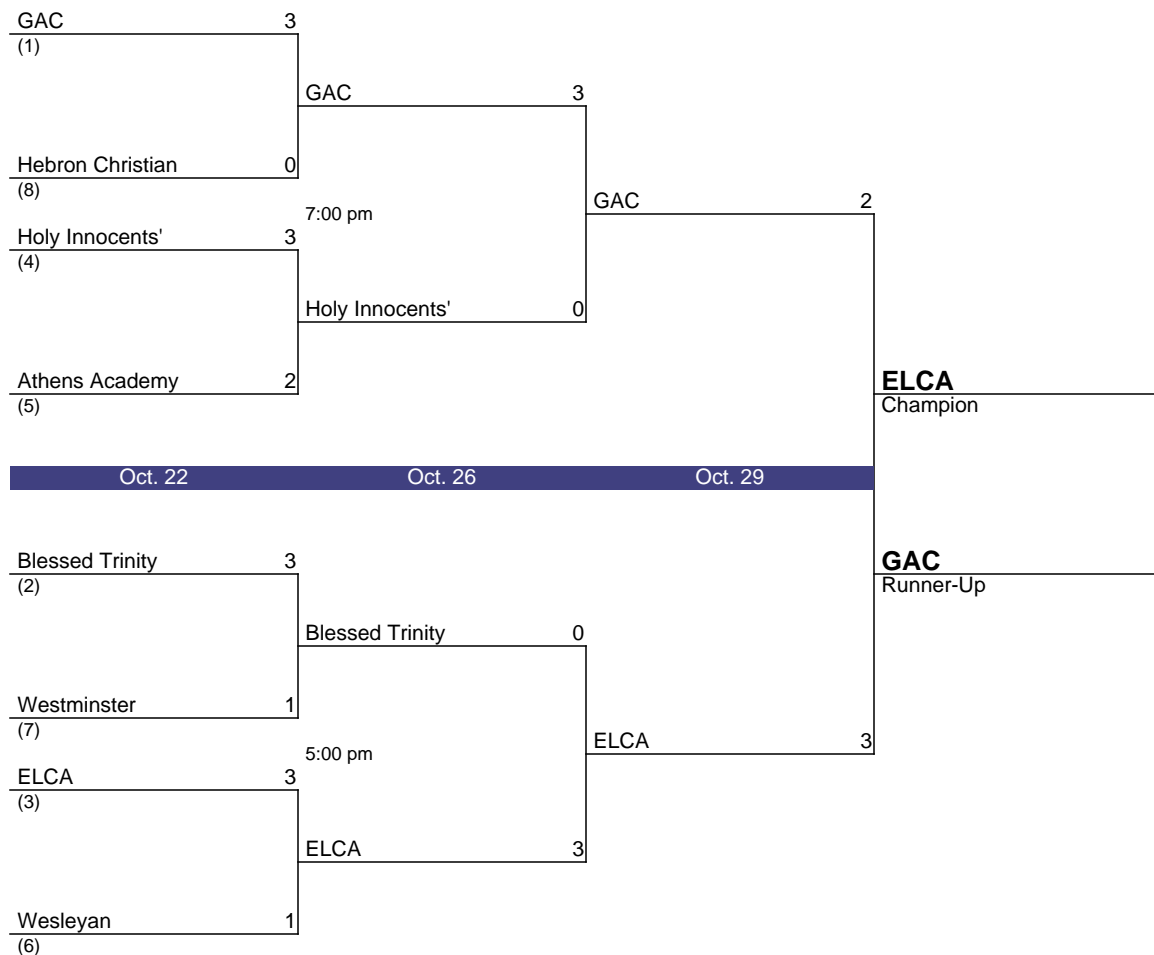 GAC 3
(1)
GAC 3
Hebron Christian 0
(8)
7:00 pm
GAC 2
Holy Innocents' 3
(4)
Holy Innocents' 0
Athens Academy 2
(5)
ELCA
Champion
Oct. 22 Oct. 26 Oct. 29
Blessed Trinity 3
(2)
GAC
Runner-Up
Blessed Trinity 0
Westminster 1
(7)
5:00 pm
ELCA 3
ELCA 3
(3)
ELCA 3
Wesleyan 1
(6)